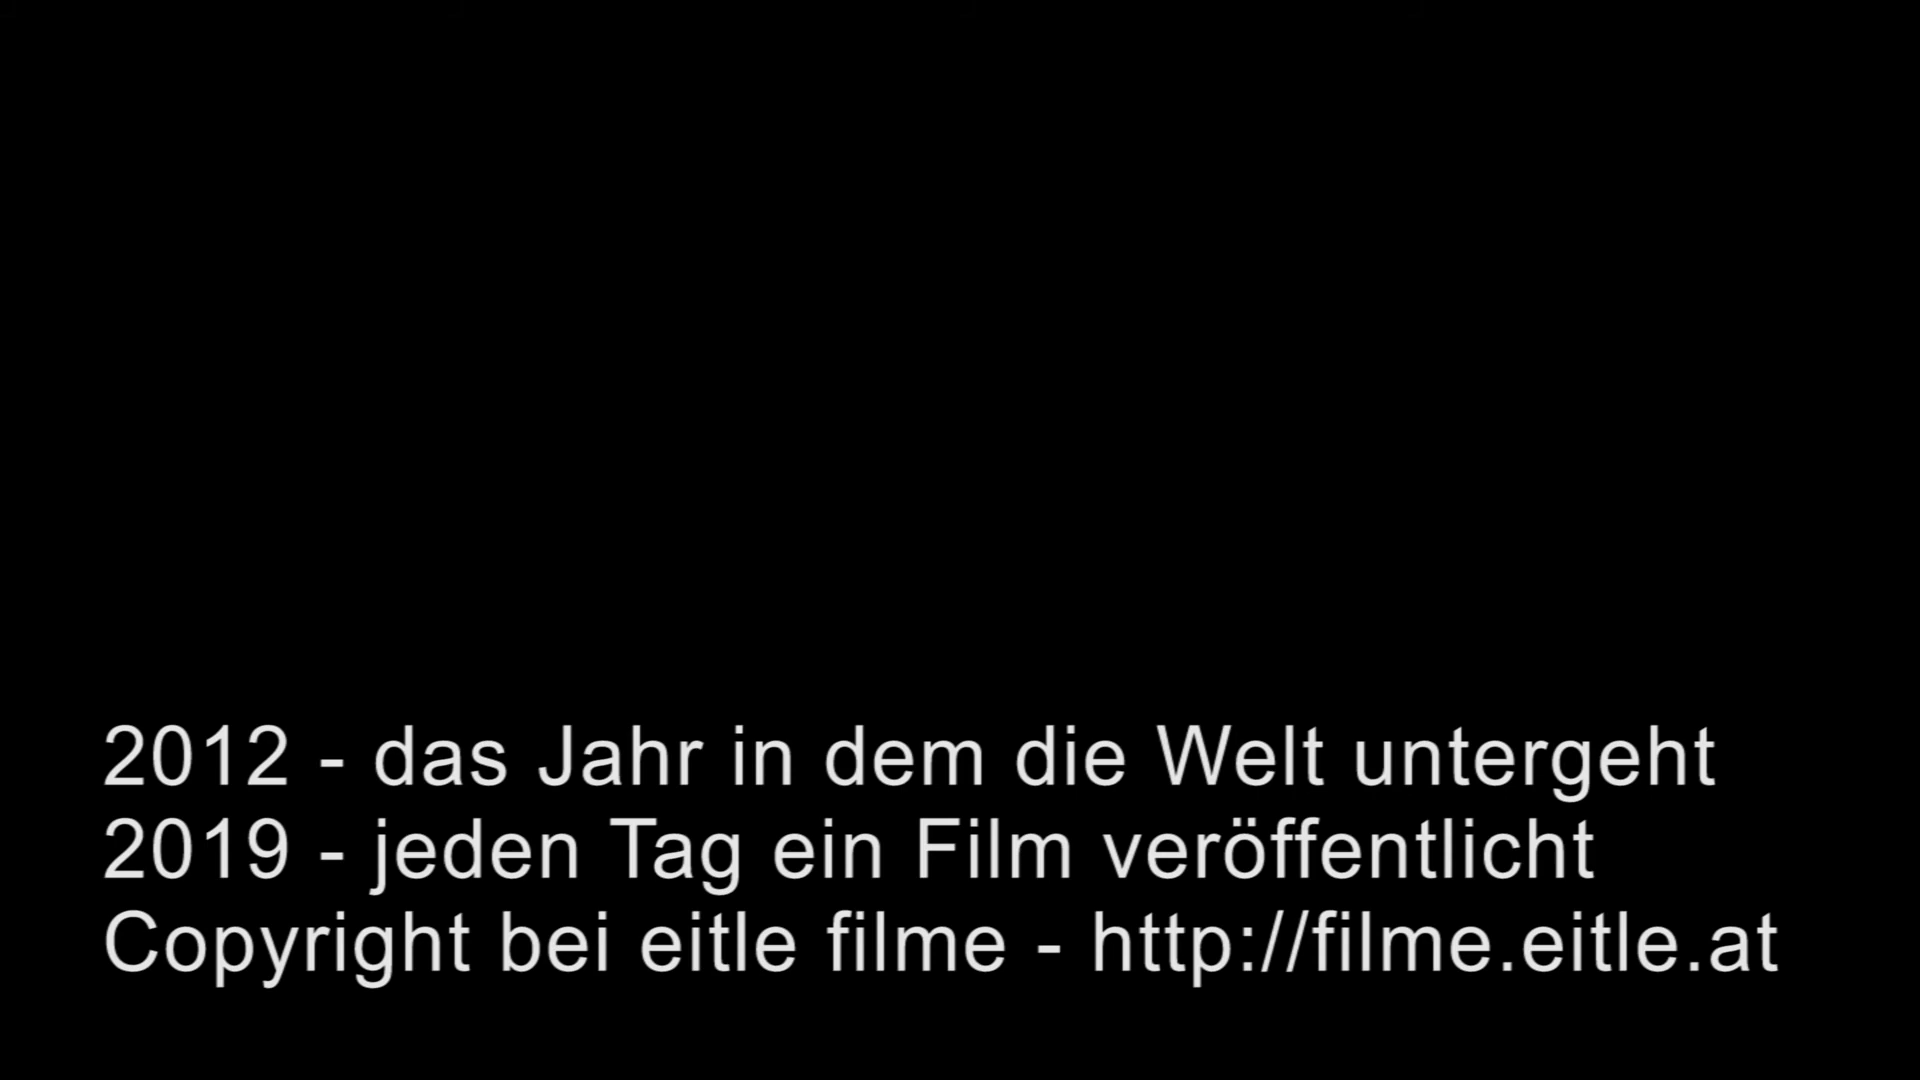 2012 - das Jahr in dem die Welt untergeht
2019 - jeden Tag ein Film veröffentlicht
Copyright bei eitle filme - http://filme.eitle.at